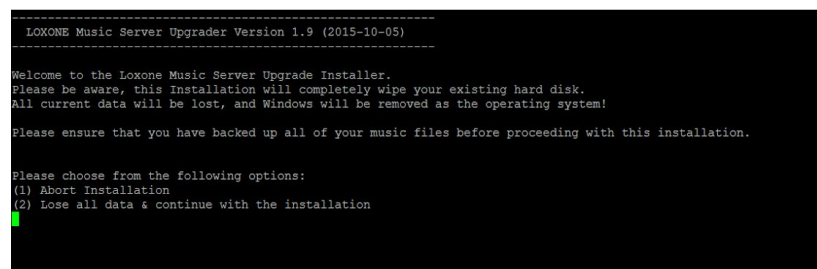 -----------------------------------------------------------
LOXONE Music Server Upgrader Version 1.9 (2015-10-05)
-----------------------------------------------------------
Welcome to the Loxone Music Server Upgrade Installer.
Please be aware, this Installation will completely wipe your existing hard disk.
All current data will be lost, and Windows will be removed as the operating system!
Please ensure that you have backed up all of your music files before proceeding with this installation.
Please choose from the following options:
(1) Abort Installation
(2) Lose all data & continue with the installation